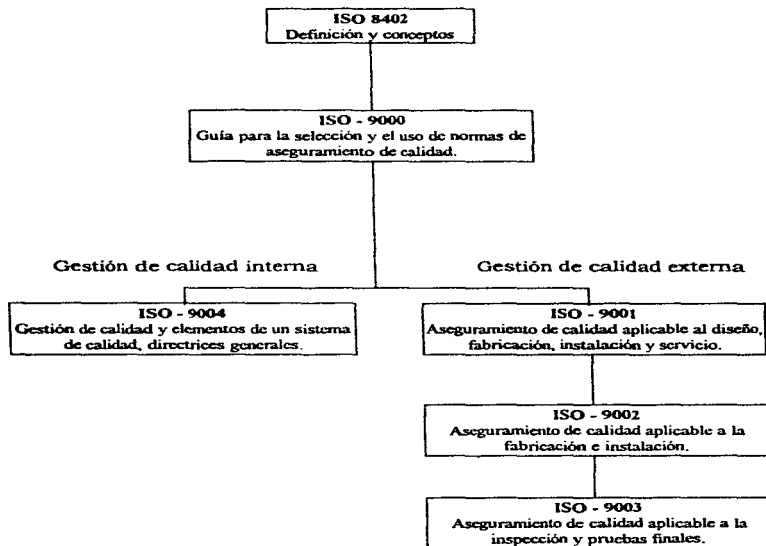 ISO 8402
Definición y conceptos
ISO - 9000
Guía para la selección y el uso de normas de
aseguramiento de calidad.
Gestión de calidad interna
Gestión de calidad externa
ISO - 9004
Gestión de calidad y elementos de un sistema
de calidad, directrices generales.
ISO - 9001
Aseguramiento de calidad aplicable al diseño,
fabricación, instalación y servicio.
ISO - 9002
Aseguramiento de calidad aplicable a la
fabricación e instalación.
ISO - 9003
Aseguramiento de calidad aplicable a la
inspección y pruebas finales.